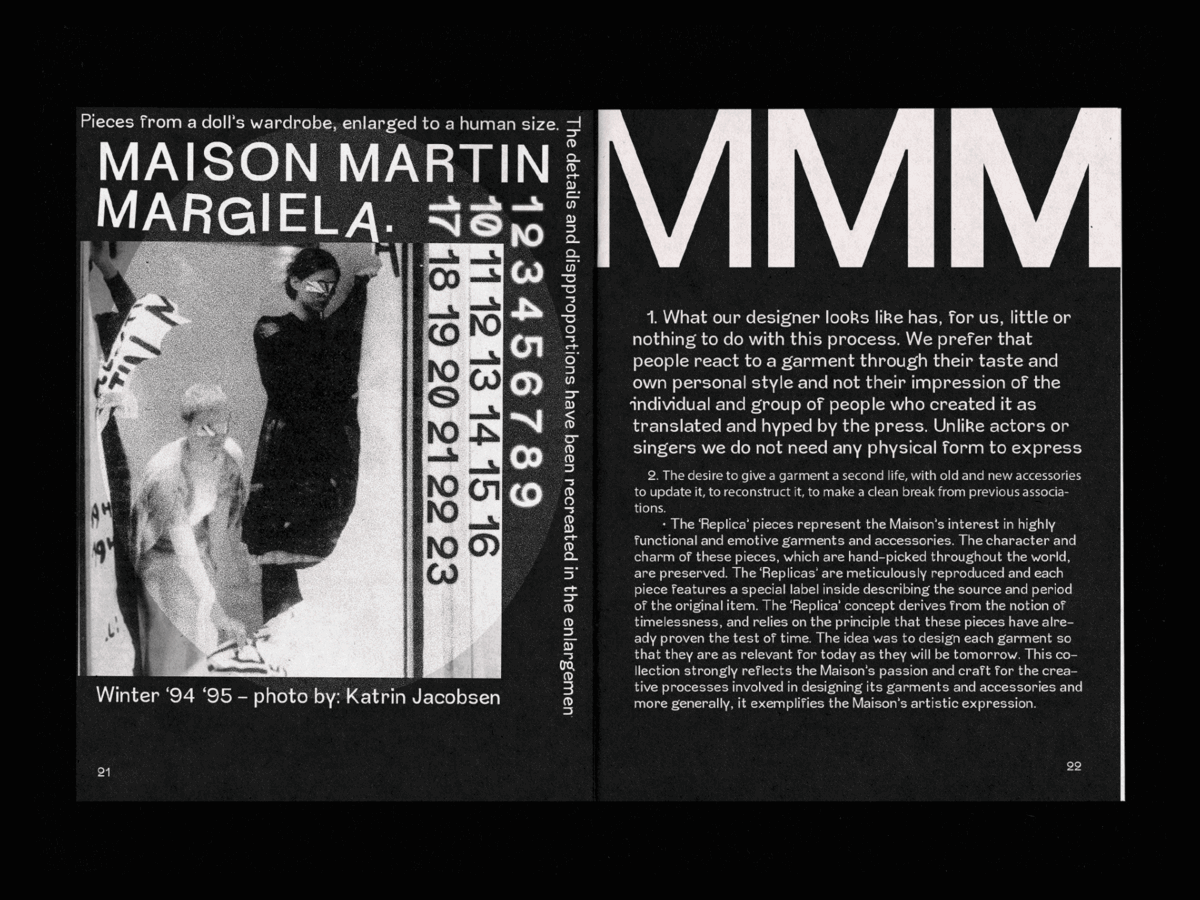 Pieces from a doll's wardrobe, enlarged to a human size.
MAISON MARTIN
MARGIELA.
The details and dispproportions have been recreated in the enlargemen
1 2 3 4 5 6 7 8 9
10 11 12 13 14 15 16
17 18 19 20 21 22 23
Winter ‘94 ‘95 – photo by: Katrin Jacobsen
21
MMM
1. What our designer looks like has, for us, little or
nothing to do with this process. We prefer that
people react to a garment through their taste and
own personal style and not their impression of the
individual and group of people who created it as
translated and hyped by the press. Unlike actors or
singers we do not need any physical form to express
2. The desire to give a garment a second life, with old and new accessories
to update it, to reconstruct it, to make a clean break from previous associa-
tions.
• The ‘Replica’ pieces represent the Maison's interest in highly
functional and emotive garments and accessories. The character and
charm of these pieces, which are hand-picked throughout the world,
are preserved. The ‘Replicas’ are meticulously reproduced and each
piece features a special label inside describing the source and period
of the original item. The ‘Replica’ concept derives from the notion of
timelessness, and relies on the principle that these pieces have alre-
ady proven the test of time. The idea was to design each garment so
that they are as relevant for today as they will be tomorrow. This co-
llection strongly reflects the Maison's passion and craft for the crea-
tive processes involved in designing its garments and accessories and
more generally, it exemplifies the Maison's artistic expression.
22